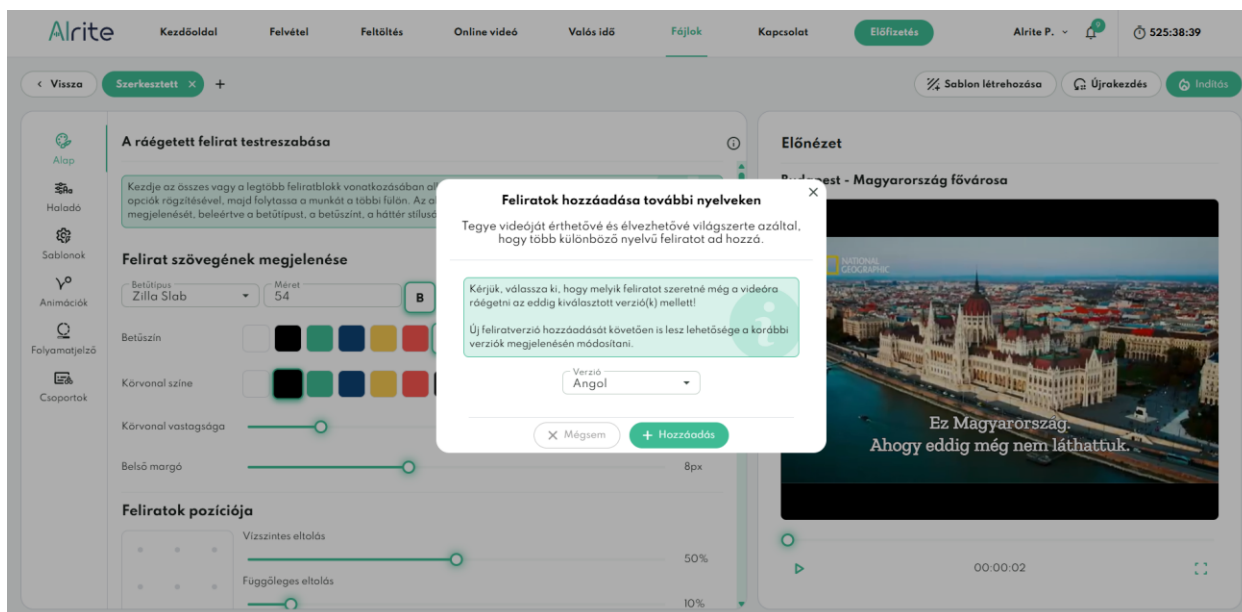 Alrite
Kezdőoldal
Felvétel
Feltöltés
Online videó
Valós idő
Fájlok
Kapcsolat
Előfizetés
Alrite P.
525:38:39
Vissza
Szerkesztett
Sablon létrehozása
Újrakezdés
Indítás
Alap
Haladó
Sablonok
Animációk
Folyamatjelző
Csoportok
A ráégetett felirat testreszabása
Kezdje az összes vagy a legtöbb feliratblokk vonatkozásában
opciók rögzítésével, majd folytassa a munkát a többi fülön. Az
megjelenését, beleértve a betűtípust, a betűszínt, a háttér
Felirat szövegének megjelenése
Betűtípus
Zilla Slab
Méret
54
B
Betűszín
Körvonal színe
Körvonal vastagsága
Belső margó
8px
Feliratok pozíciója
Vízszintes eltolás
50%
Függőleges eltolás
10%
Feliratok hozzáadása további nyelveken
Tegye videóját érthetővé és élvezhetővé világszerte azáltal,
hogy több különböző nyelvű feliratot ad hozzá.
Kérjük, válassza ki, hogy melyik feliratot szeretné még a videóra
ráégetni az eddig kiválasztott verzió(k) mellett!
Új feliratverzió hozzáadását követően is lesz lehetősége a korábbi
verziók megjelenésén módosítani.
Verzió
Angol
Mégsem
Hozzáadás
Előnézet
- Magyarország fővárosa
NATIONAL
GEOGRAPHIC
Ez Magyarország.
Ahogy eddig még nem láthattuk.
00:00:02